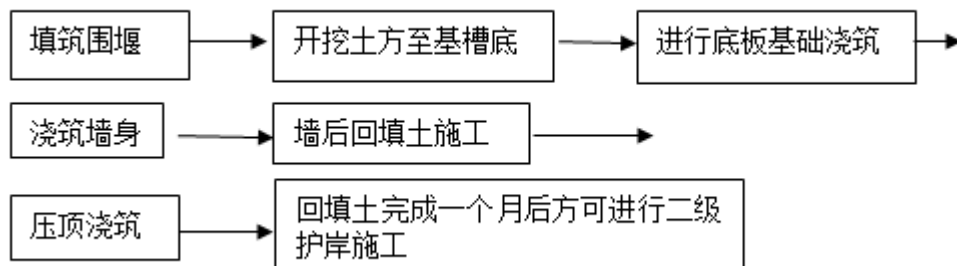 填筑围堰
开挖土方至基槽底
进行底板基础浇筑
浇筑墙身
墙后回填土施工
压顶浇筑
回填土完成一个月后方可进行二级
护岸施工